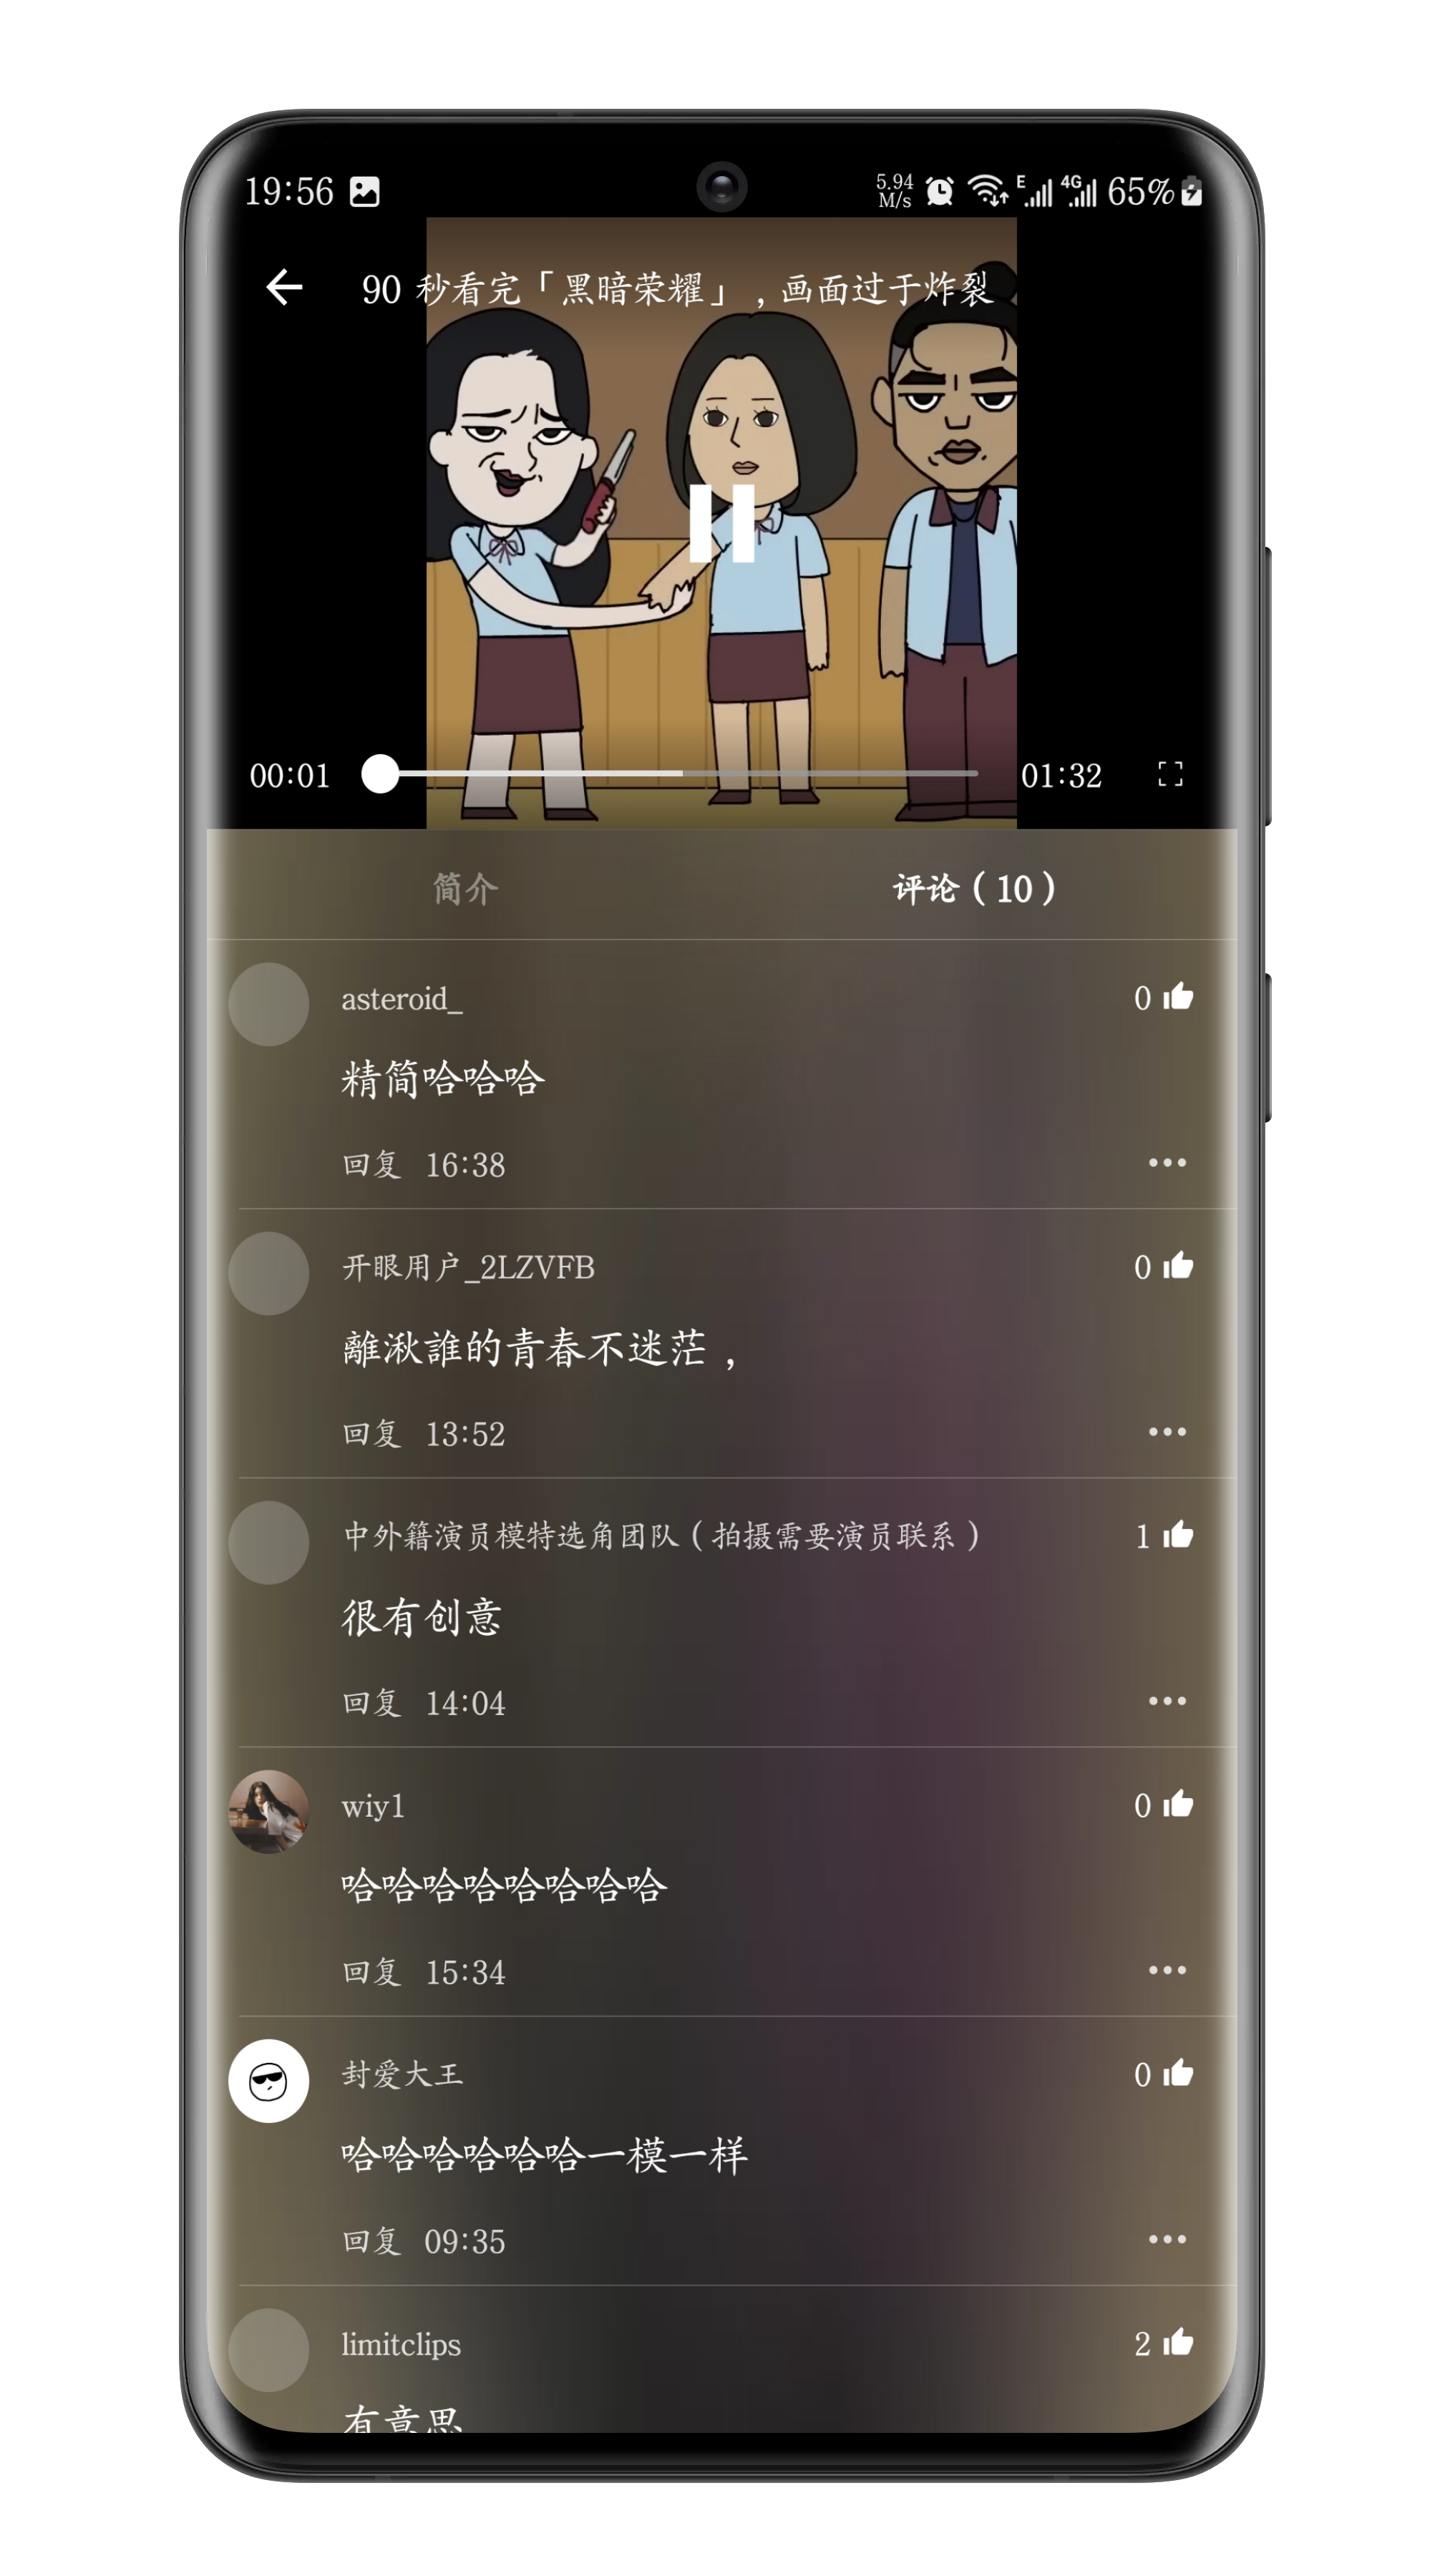 19:56
5.94 M/s E 4G 65%
90 秒看完「黑暗荣耀」，画面过于炸裂
00:01
01:32
简介
评论（10）
asteroid_
0
精简哈哈哈
回复 16:38
开眼用户_2LZVFB
0
離湫誰的青春不迷茫，
回复 13:52
中外籍演员模特选角团队（拍摄需要演员联系）
1
很有创意
回复 14:04
wiy1
0
哈哈哈哈哈哈哈哈
回复 15:34
封爱大王
0
哈哈哈哈哈哈一模一样
回复 09:35
limitclips
2
有意思